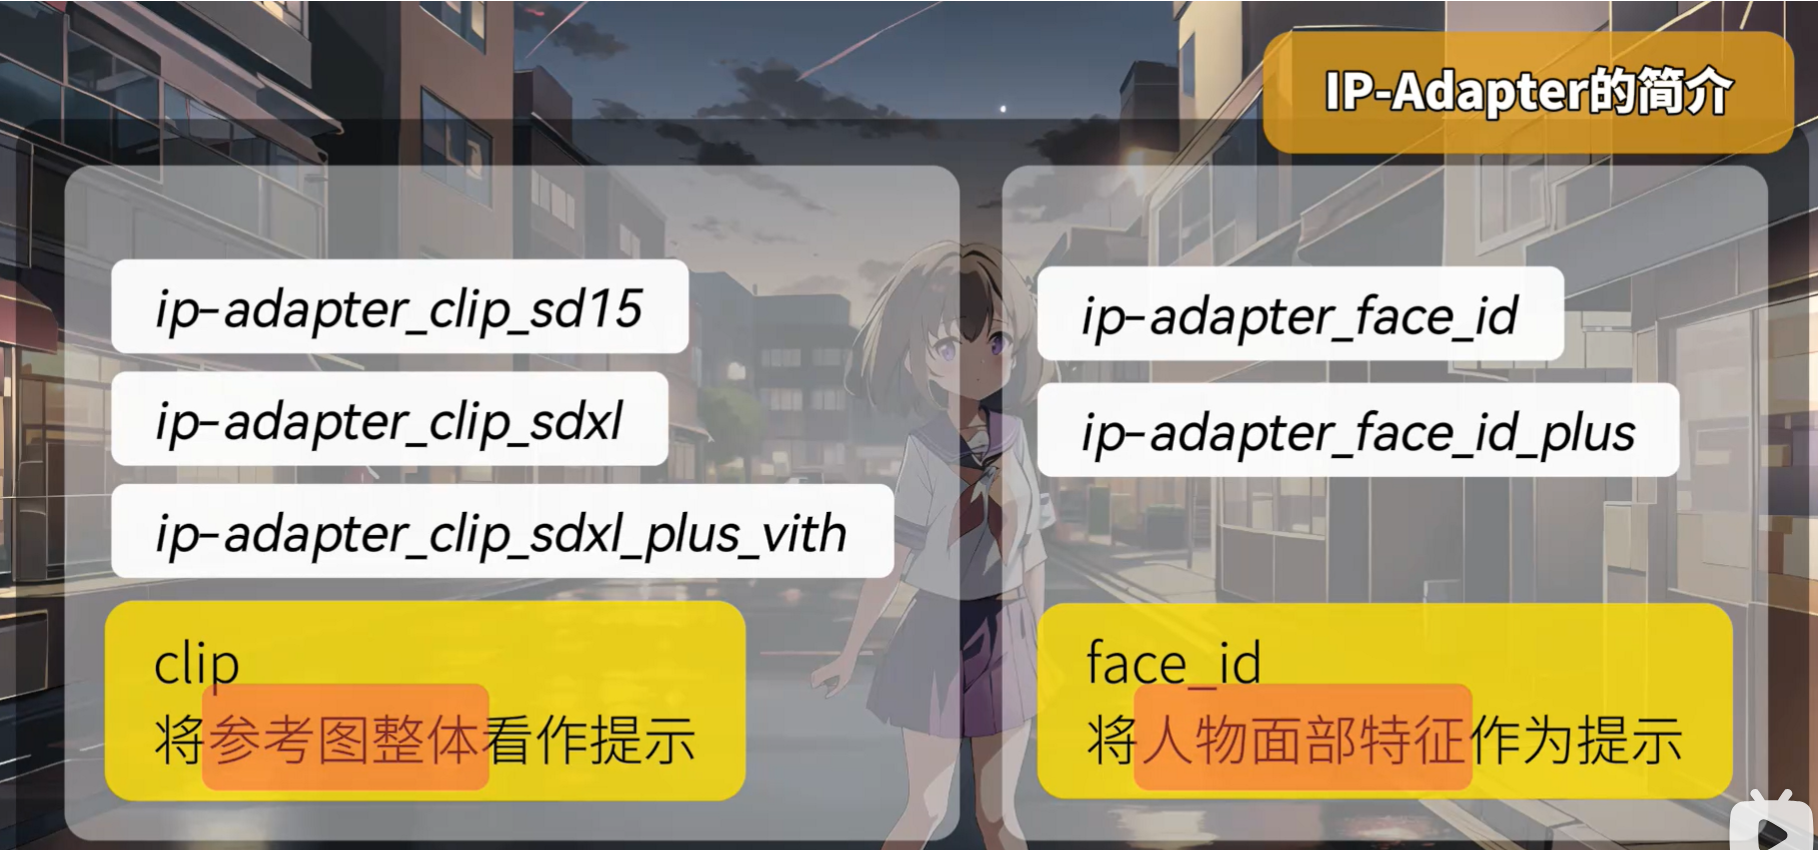 IP-Adapter的简介
ip-adapter_clip_sd15
ip-adapter_clip_sdxl
ip-adapter_clip_sdxl_plus_vith
clip
将参考图整体看作提示
ip-adapter_face_id
ip-adapter_face_id_plus
face_id
将人物面部特征作为提示